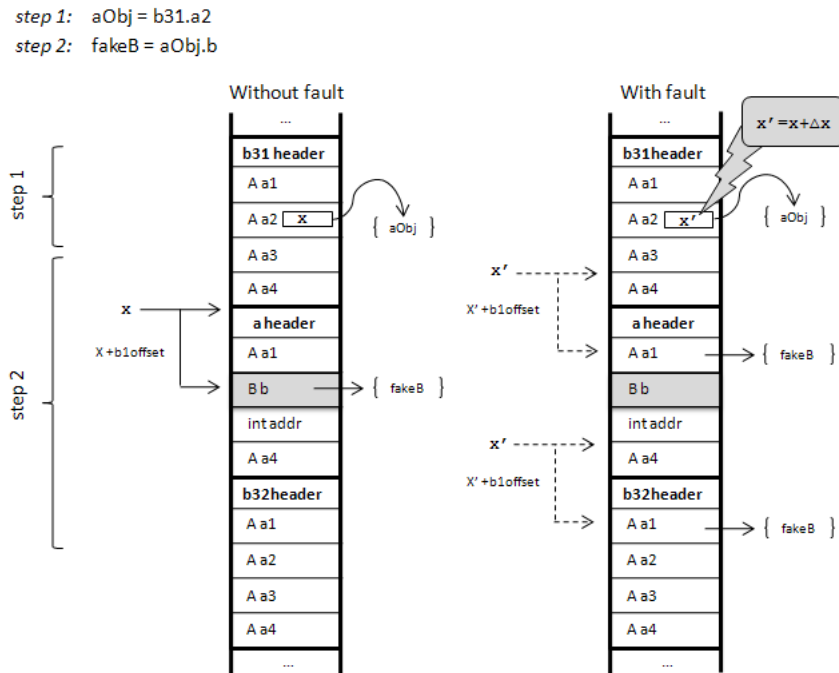 step 1: aObj = b31.a2
step 2: fakeB = aObj.b
Without fault
...
b31 header
A a1
A a2 x
{ aObj }
A a3
A a4
a header
A a1
B b
{ fakeB }
int addr
A a4
b32header
A a1
A a2
A a3
A a4
...
step 1
step 2
x
X+b1offset
With fault
x’=x+Δx
...
b31header
A a1
A a2 x’
{ aObj }
A a3
A a4
a header
A a1
{ fakeB }
B b
int addr
A a4
b32header
A a1
{ fakeB }
A a2
A a3
A a4
...
x’
X’+b1offset
x’
X’+b1offset